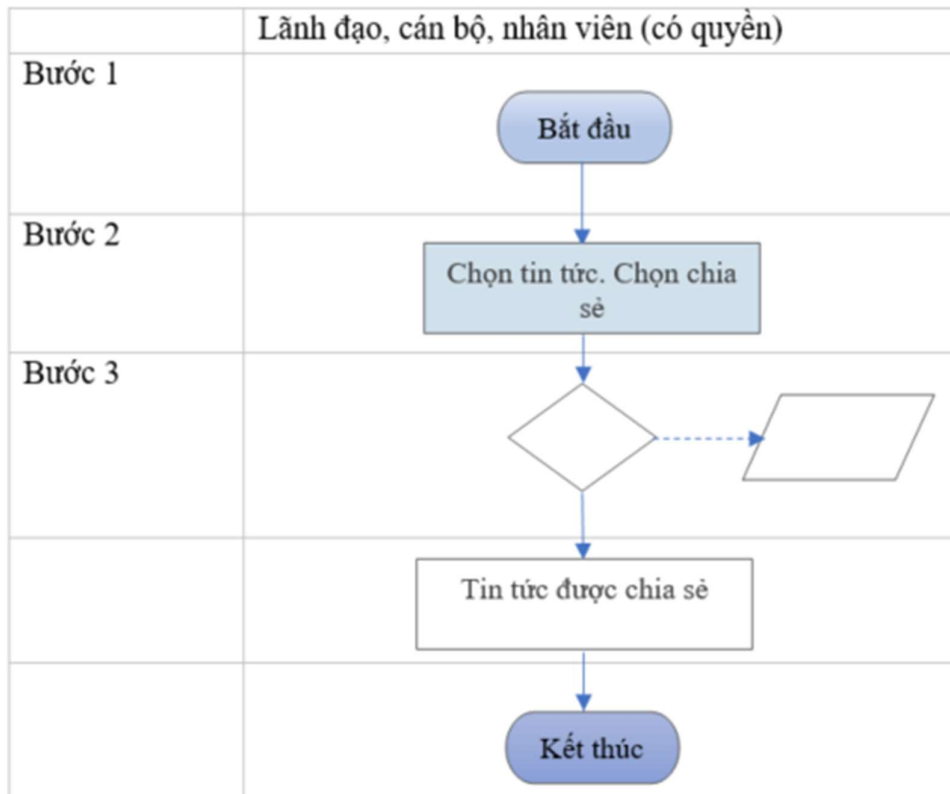 Lãnh đạo, cán bộ, nhân viên (có quyền)
Bước 1
Bắt đầu
Bước 2
Chọn tin tức. Chọn chia
sẻ
Bước 3
Tin tức được chia sẻ
Kết thúc